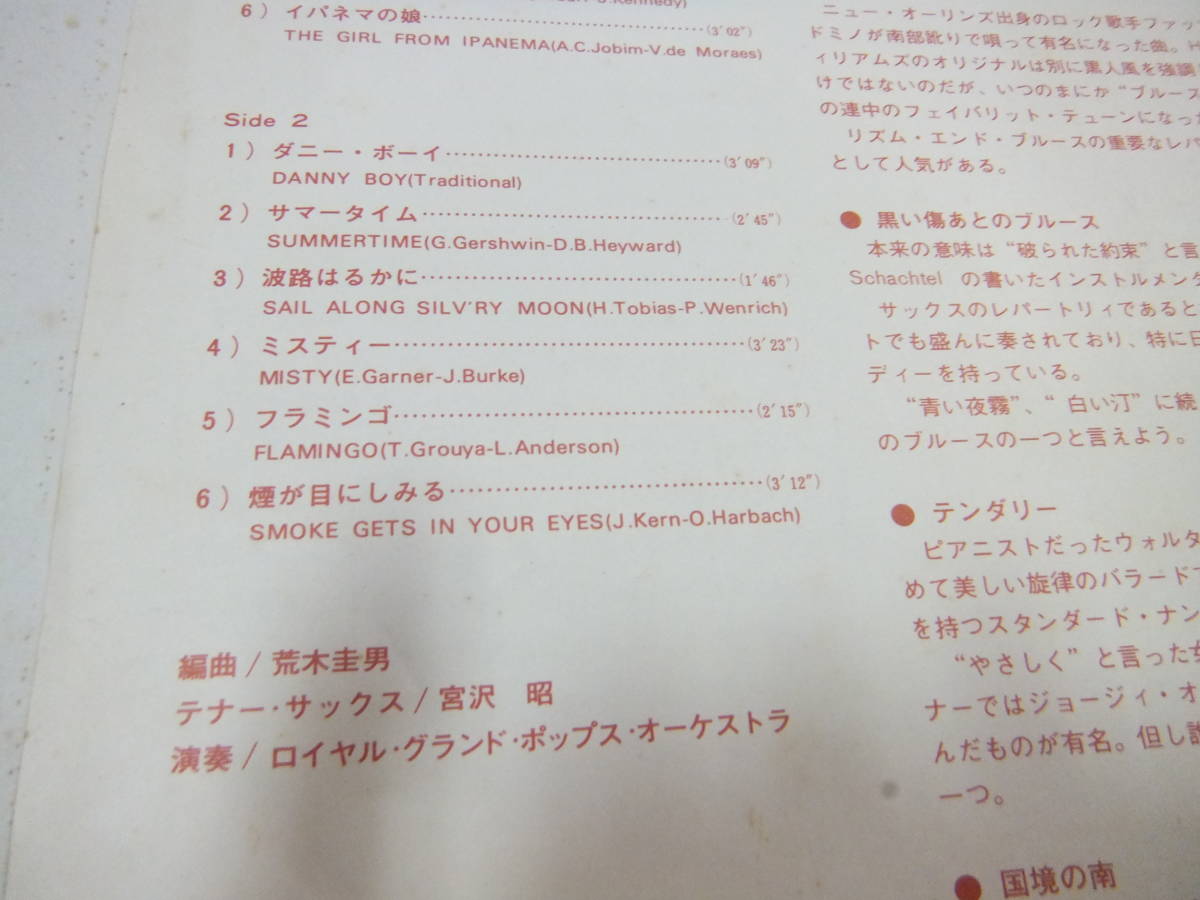 6) イパネマの娘……(3′02″)
THE GIRL FROM IPANEMA(A.C.Jobim-V.de Moraes)
Side 2
1) ダニー・ボーイ……(3′09″)
DANNY BOY(Traditional)
2) サマータイム……(2′45″)
SUMMERTIME(G.Gershwin-D.B.Heyward)
3) 波路はるかに……(1′46″)
SAIL ALONG SILV'RY MOON(H.Tobias-P.Wenrich)
4) ミスティー……(3′23″)
MISTY(E.Garner-J.Burke)
5) フラミンゴ……(2′15″)
FLAMINGO(T.Grouya-L.Anderson)
6) 煙が目にしみる……(3′12″)
SMOKE GETS IN YOUR EYES(J.Kern-O.Harbach)
編曲/荒木圭男
テナー・サックス/宮沢 昭
演奏/ロイヤル・グランド・ポップス・オーケストラ
ニュー・オーリンズ出身のロック歌手ファッ
ドミノが南部訛りで唄って有名になった曲。H
ィリアムズのオリジナルは別に黒人風を強調
けではないのだが、いつのまにか“ブルース
の連中のフェイバリット・テューンになった
リズム・エンド・ブルースの重要なレパ
として人気がある。
● 黒い傷あとのブルース
本来の意味は“破られた約束”と言
Schachtel の書いたインストルメン
サックスのレパートリィであると
トでも盛んに奏されており、特に日
ディーを持っている。
“青い夜霧”、“白い汀”に続
のブルースの一つと言えよう。
● テンダリー
ピアニストだったウォルタ
めて美しい旋律のバラード
を持つスタンダード・ナン
“やさしく”と言った女
ナーではジョージィ・オ
んだものが有名。但し
一つ。
● 国境の南